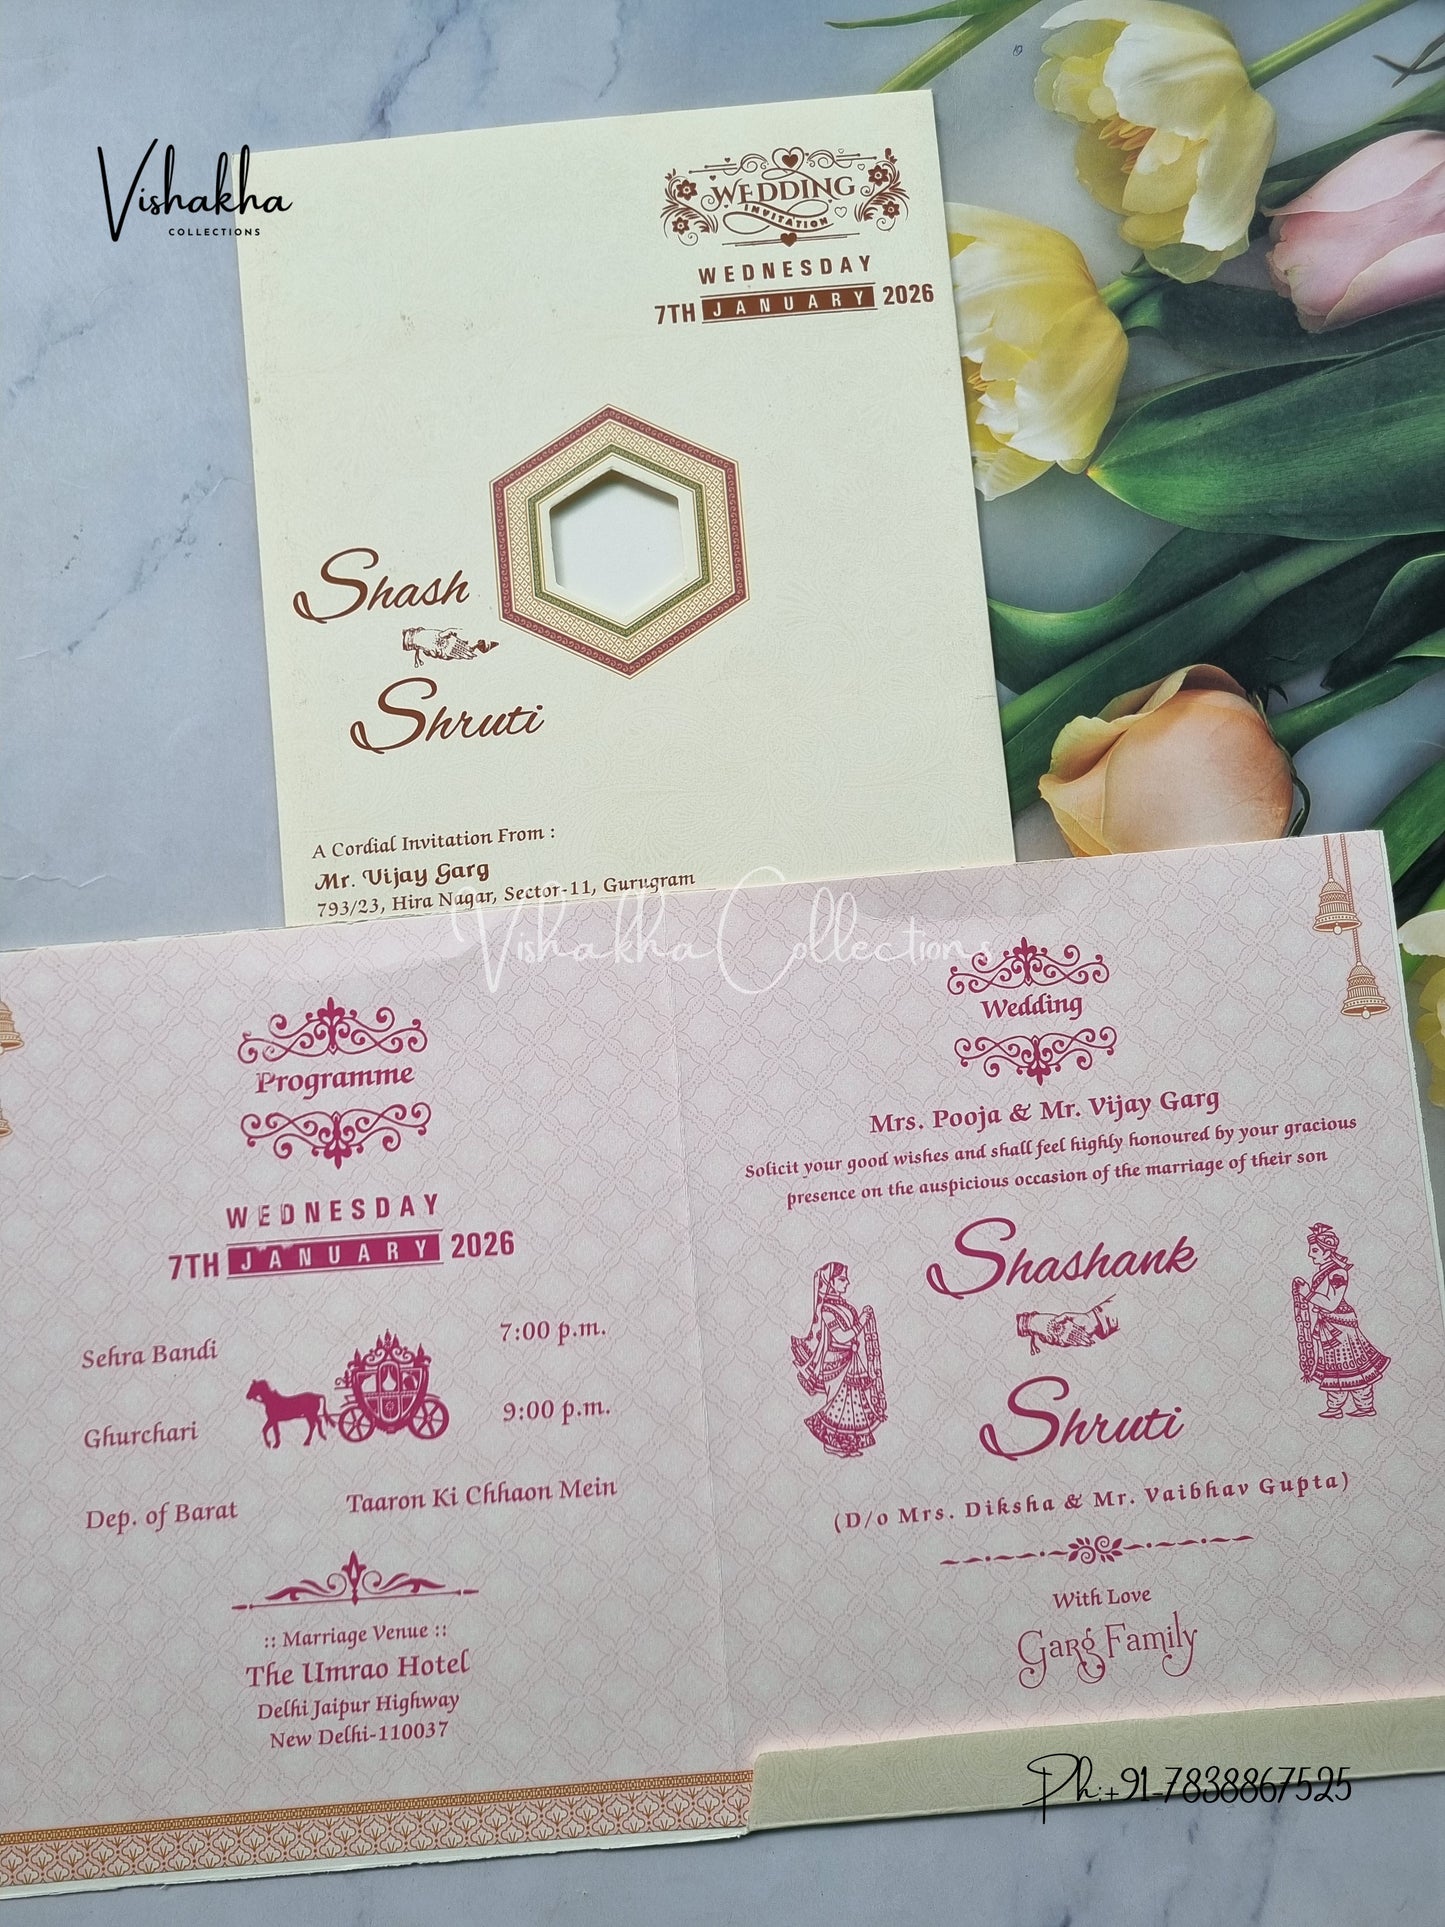 Vishakha
COLLECTIONS
WEDDING
INVITATION
WEDNESDAY
7TH JANUARY 2026
Shash
Shruti
A Cordial Invitation From :
Mr. Vijay Garg
793/23, Hira Nagar, Sector-11, Gurugram
Vishakha Collections
Programme
WEDNESDAY
7TH JANUARY 2026
Sehra Bandi 7:00 p.m.
Ghurchari 9:00 p.m.
Dep. of Barat Taaron Ki Chhaon Mein
:: Marriage Venue ::
The Umrao Hotel
Delhi Jaipur Highway
New Delhi-110037
Wedding
Mrs. Pooja & Mr. Vijay Garg
Solicit your good wishes and shall feel highly honoured by your gracious
presence on the auspicious occasion of the marriage of their son
Shashank
Shruti
(D/o Mrs. Diksha & Mr. Vaibhav Gupta)
With Love
Garg Family
Ph:+91-7838867525